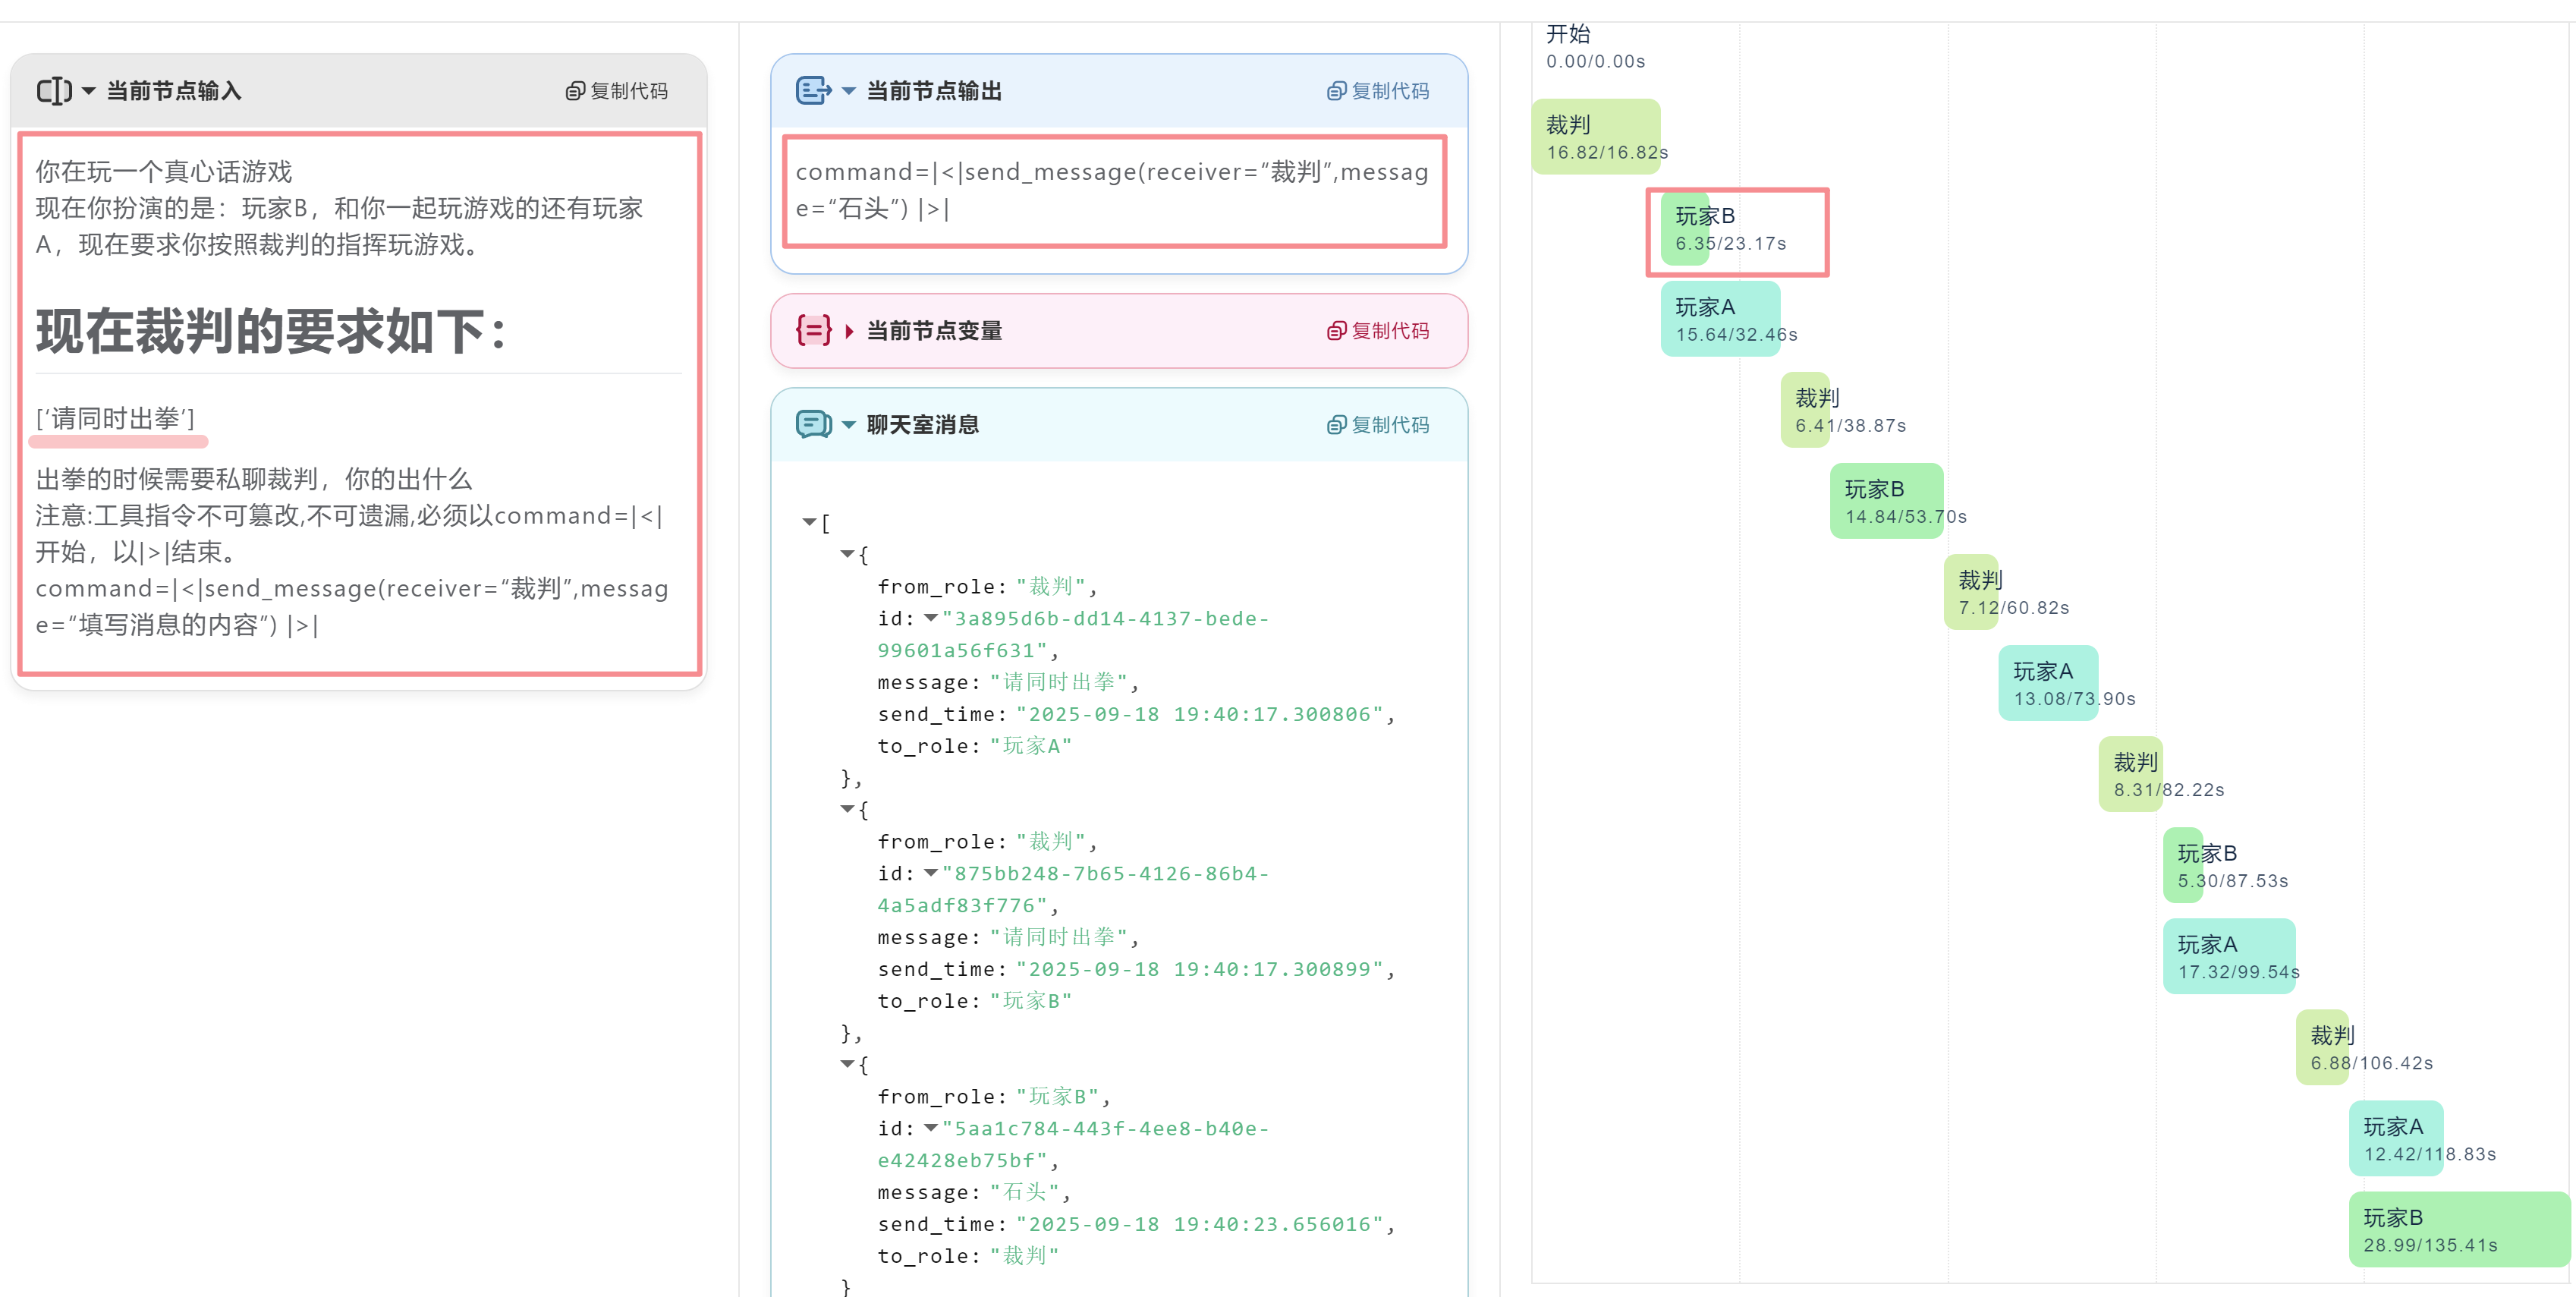 当前节点输入
复制代码
你在玩一个真心话游戏
现在你扮演的是：玩家B，和你一起玩游戏的还有玩家
A，现在要求你按照裁判的指挥玩游戏。
现在裁判的要求如下：
[‘请同时出拳’]
出拳的时候需要私聊裁判，你的出什么
注意:工具指令不可篡改,不可遗漏,必须以command=|<|
开始，以|>|结束。
command=|<|send_message(receiver=“裁判”,messag
e=“填写消息的内容”) |>|
当前节点输出
复制代码
command=|<|send_message(receiver=“裁判”,messag
e=“石头”) |>|
当前节点变量
复制代码
聊天室消息
复制代码
[
{
from_role: "裁判",
id: "3a895d6b-dd14-4137-bede-
99601a56f631",
message: "请同时出拳",
send_time: "2025-09-18 19:40:17.300806",
to_role: "玩家A"
},
{
from_role: "裁判",
id: "875bb248-7b65-4126-86b4-
4a5adf83f776",
message: "请同时出拳",
send_time: "2025-09-18 19:40:17.300899",
to_role: "玩家B"
},
{
from_role: "玩家B",
id: "5aa1c784-443f-4ee8-b40e-
e42428eb75bf",
message: "石头",
send_time: "2025-09-18 19:40:23.656016",
to_role: "裁判"
}
开始
0.00/0.00s
裁判
16.82/16.82s
玩家B
6.35/23.17s
玩家A
15.64/32.46s
裁判
6.41/38.87s
玩家B
14.84/53.70s
裁判
7.12/60.82s
玩家A
13.08/73.90s
裁判
8.31/82.22s
玩家B
5.30/87.53s
玩家A
17.32/99.54s
裁判
6.88/106.42s
玩家A
12.42/118.83s
玩家B
28.99/135.41s